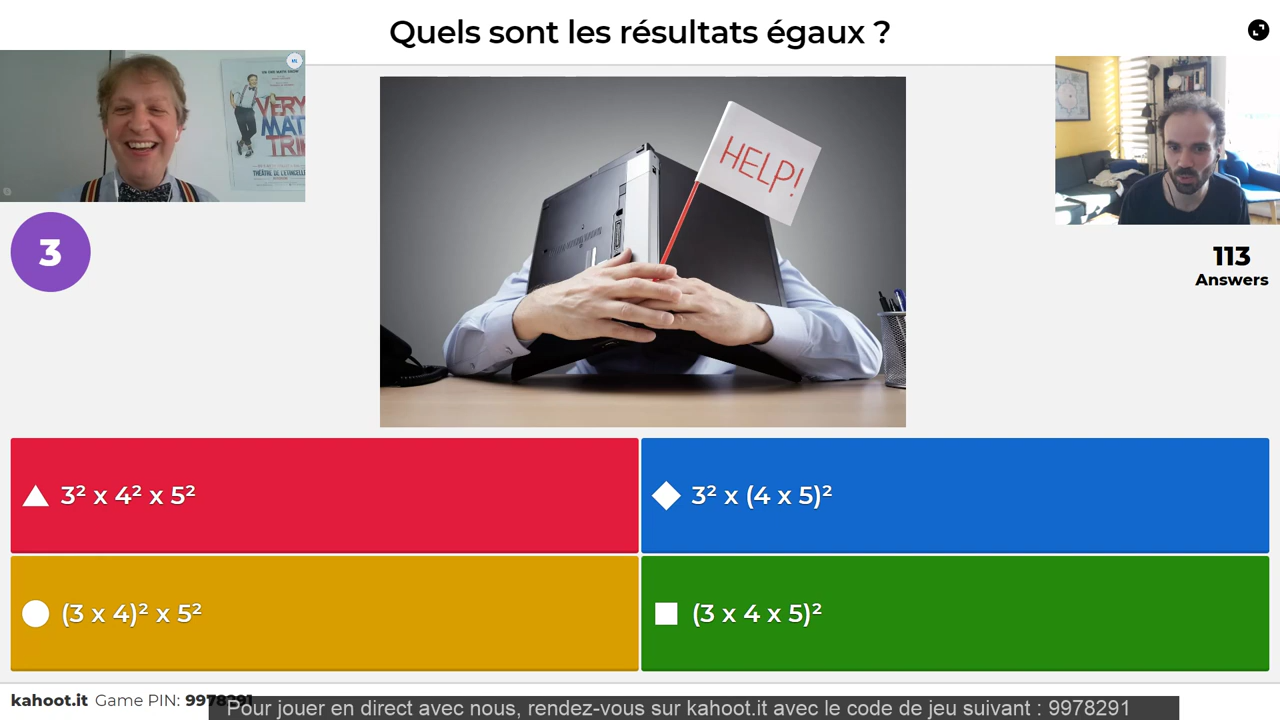 Quels sont les résultats égaux ?
VERY
MAT
TRI
THÉÂTRE DE
HELP!
3
113
Answers
3² x 4² x 5²
3² x (4 x 5)²
(3 x 4)² x 5²
(3 x 4 x 5)²
kahoot.it Game PIN: 9978291
Pour jouer en direct avec nous, rendez-vous sur kahoot.it avec le code de jeu suivant : 9978291